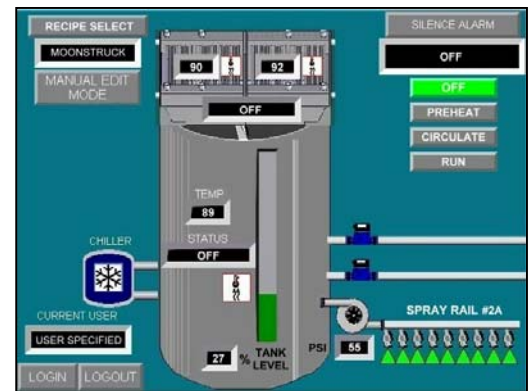 RECIPE SELECT
MOONSTRUCK
MANUAL EDIT
MODE
90
92
OFF
SILENCE ALARM
OFF
OFF
PREHEAT
CIRCULATE
RUN
TEMP
89
STATUS
OFF
CHILLER
CURRENT USER
USER SPECIFIED
LOGIN
LOGOUT
27
%
TANK
LEVEL
PSI
55
SPRAY RAIL #2A